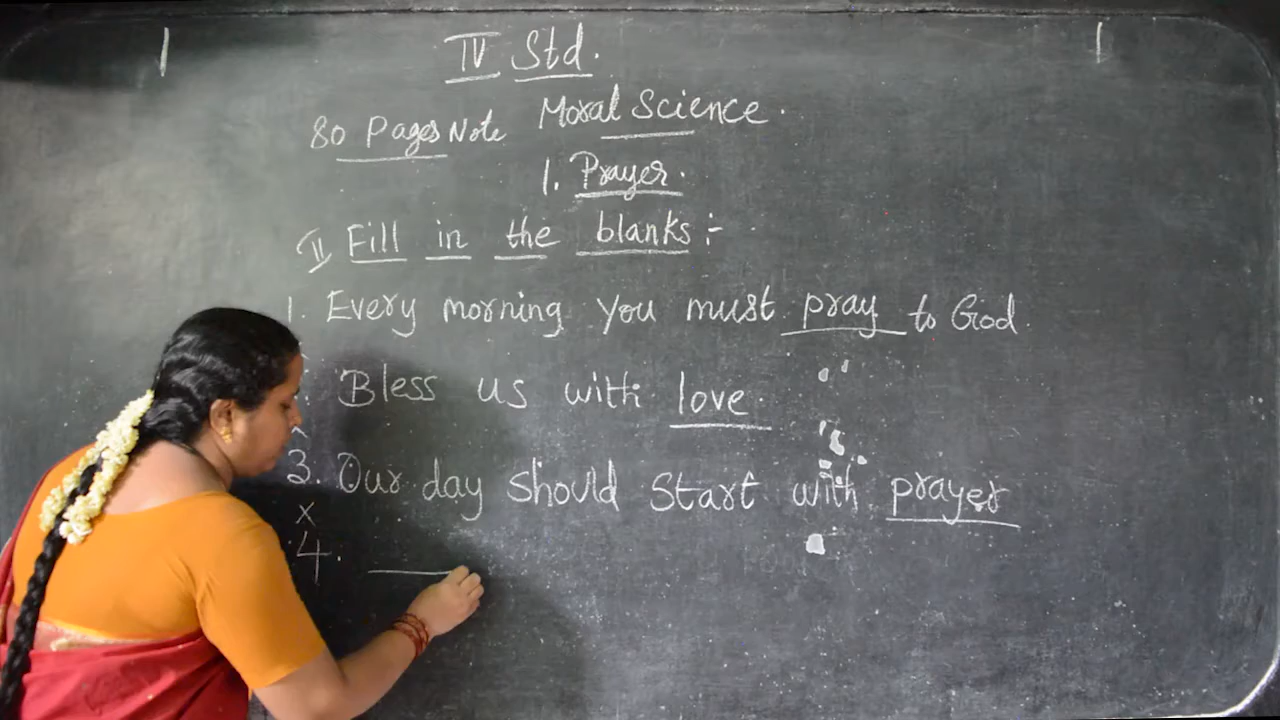 IV Std.
80 Pages Note Moral Science.
1. Prayer.
II Fill in the blanks :-
1. Every morning you must pray to God.
Bless us with love.
3. Our day should start with prayer
x
4.